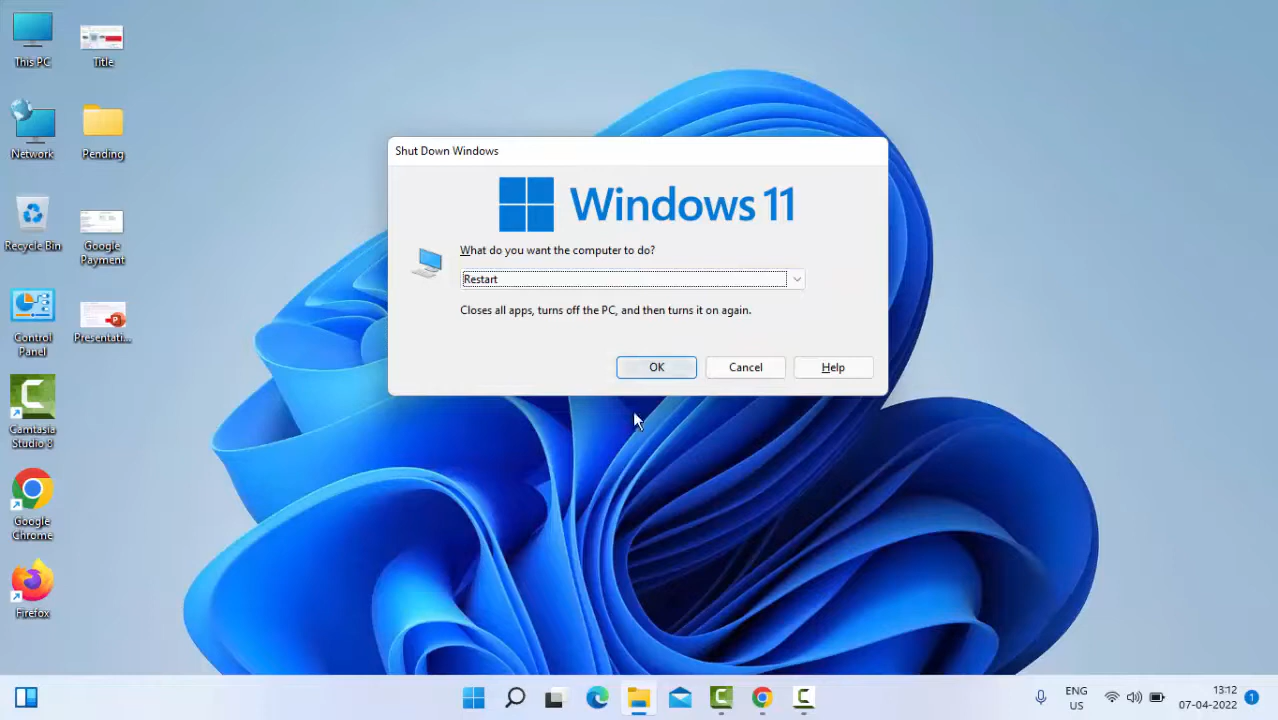 This PC
Title
Network
Pending
Recycle Bin
Google
Payment
Control
Panel
Presentati...
Camtasia
Studio 8
Google
Chrome
Firefox
Shut Down Windows
Windows 11
What do you want the computer to do?
Restart
Closes all apps, turns off the PC, and then turns it on again.
OK
Cancel
Help
ENG
US
13:12
07-04-2022
1